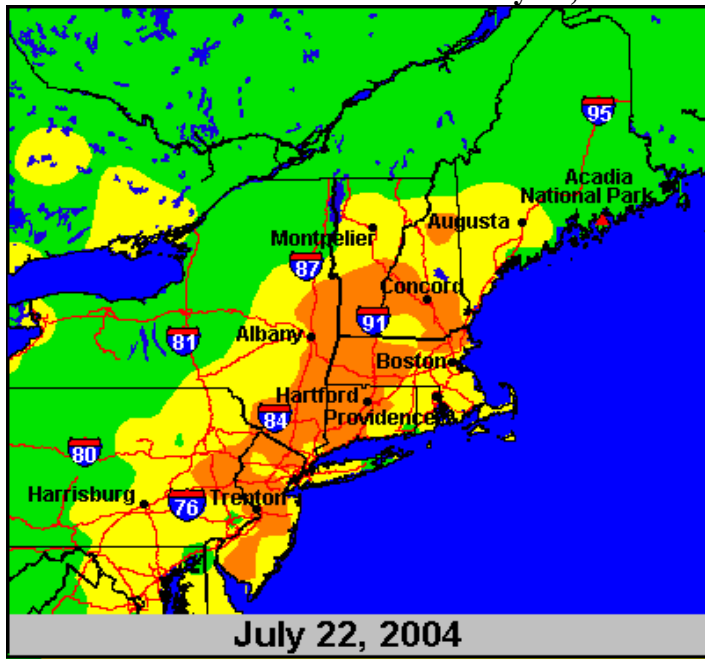 95
Acadia
National Park
Augusta
Montpelier
87
Concord
91
Albany
81
Boston
Hartford
Providence
84
80
Harrisburg
76
Trenton
July 22, 2004